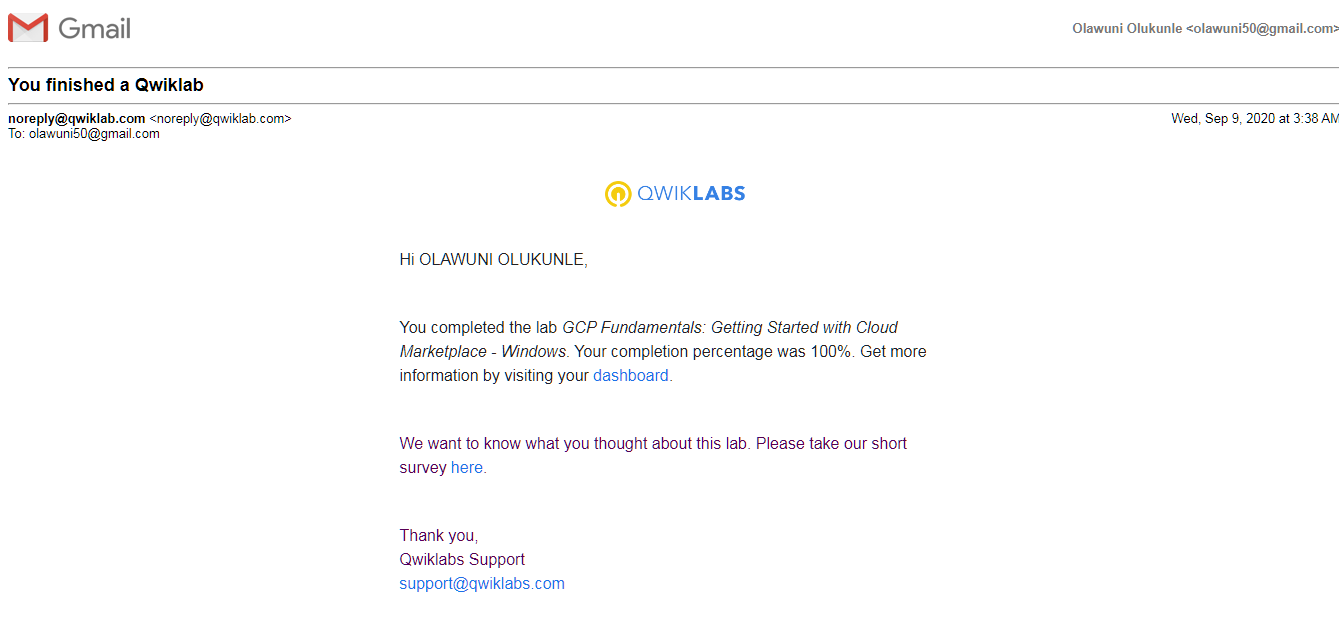 Gmail
Olawuni Olukunle <olawuni50@gmail.com>
You finished a Qwiklab
noreply@qwiklab.com <noreply@qwiklab.com>
Wed, Sep 9, 2020 at 3:38 AM
To: olawuni50@gmail.com
QWIKLABS
Hi OLAWUNI OLUKUNLE,
You completed the lab GCP Fundamentals: Getting Started with Cloud
Marketplace - Windows. Your completion percentage was 100%. Get more
information by visiting your dashboard.
We want to know what you thought about this lab. Please take our short
survey here.
Thank you,
Qwiklabs Support
support@qwiklabs.com